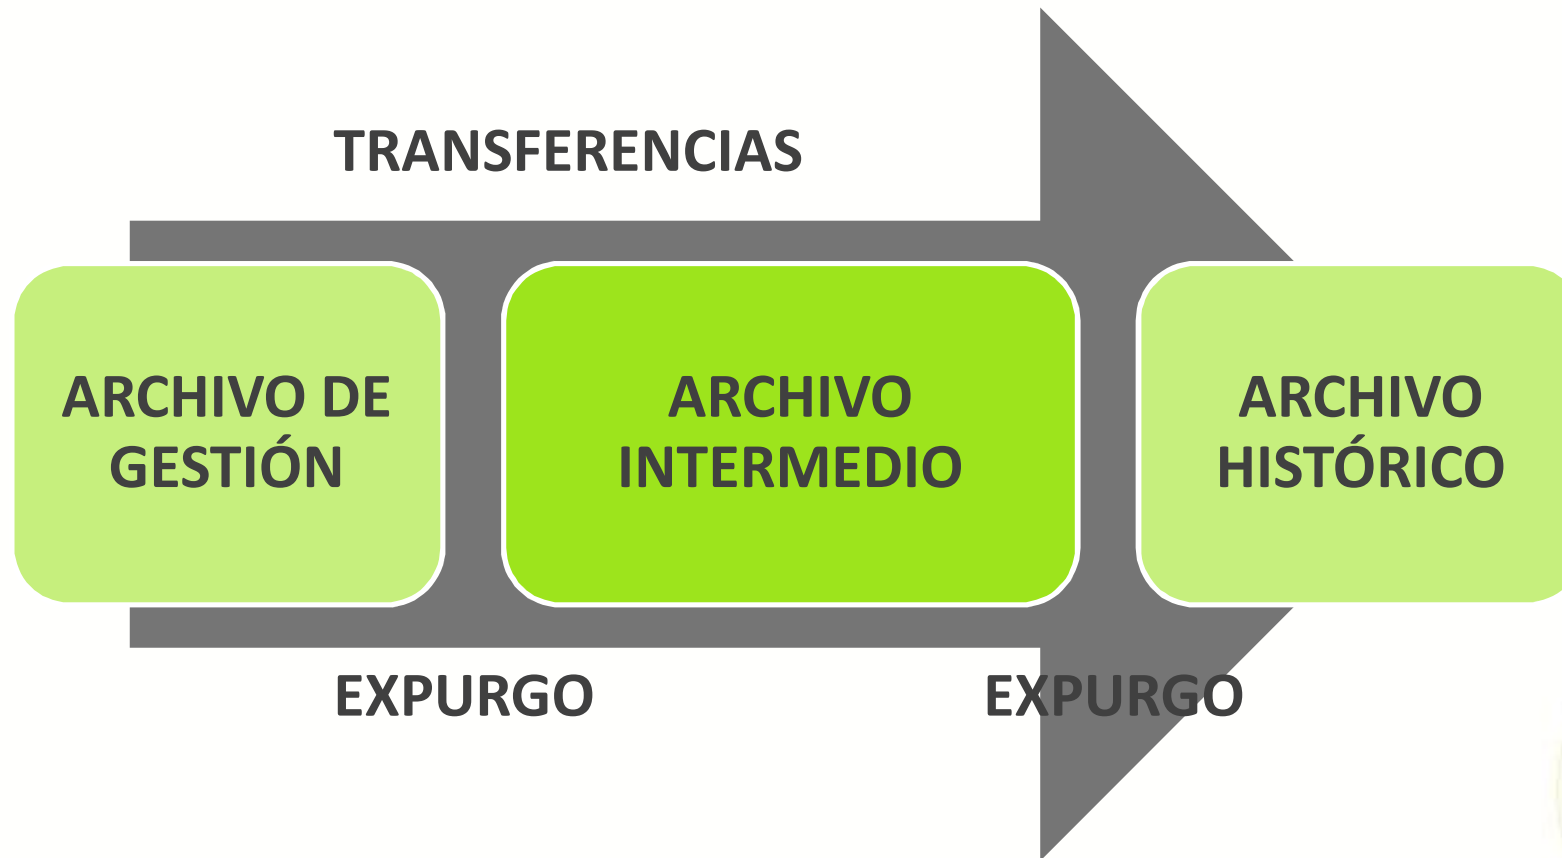 TRANSFERENCIAS
ARCHIVO DE
GESTIÓN
ARCHIVO
INTERMEDIO
ARCHIVO
HISTÓRICO
EXPURGO
EXPURGO